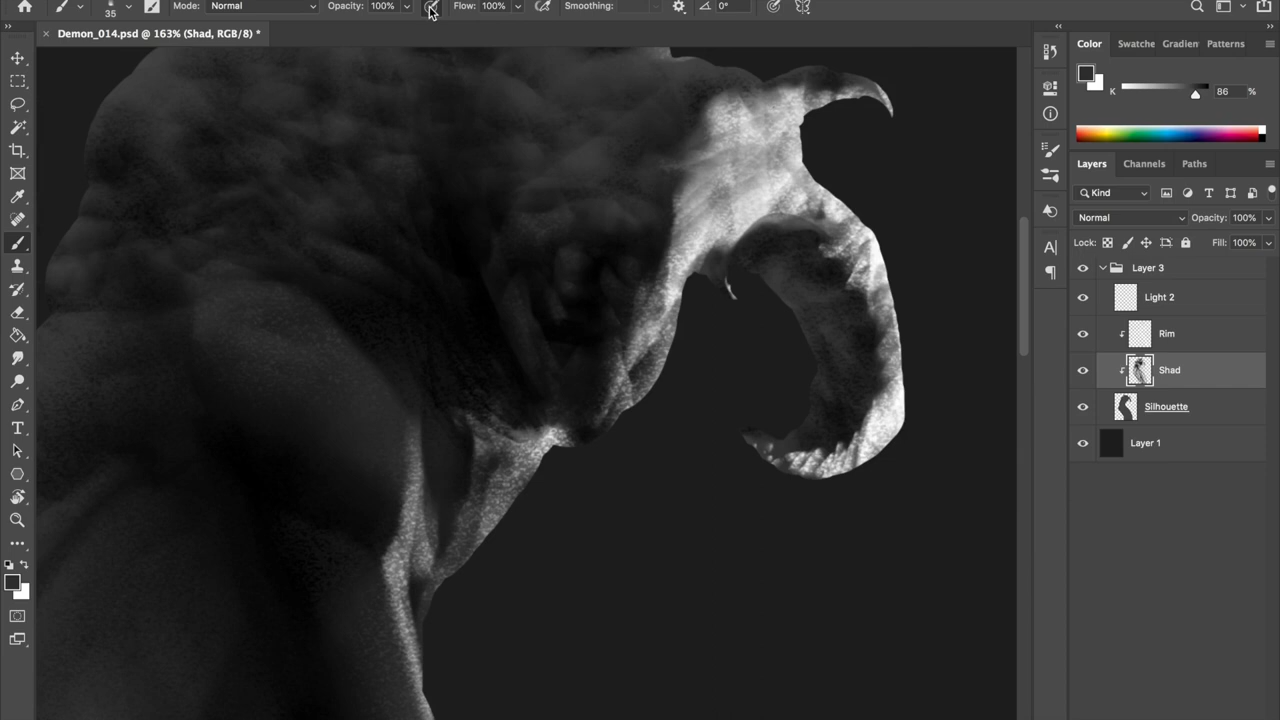 35 Mode: Normal Opacity: 100% Flow: 100% Smoothing: 0°
Demon_014.psd @ 163% (Shad, RGB/8) *
Color Swatche Gradien Patterns
K 86 %
Layers Channels Paths
Kind
Normal Opacity: 100%
Lock: Fill: 100%
Layer 3
Light 2
Rim
Shad
Silhouette
Layer 1